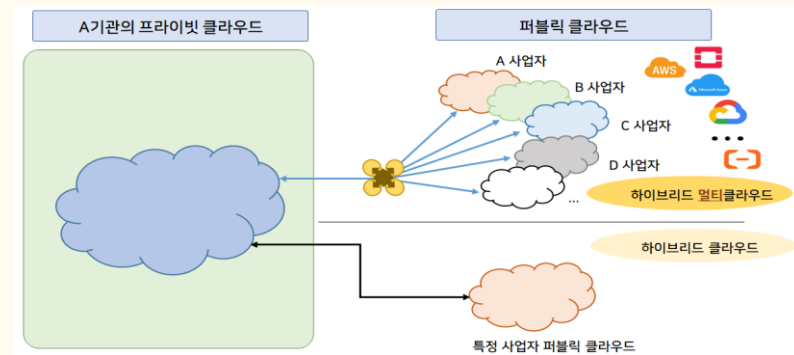 A기관의 프라이빗 클라우드
퍼블릭 클라우드
A 사업자
B 사업자
C 사업자
D 사업자
...
AWS
Microsoft Azure
하이브리드 멀티클라우드
하이브리드 클라우드
특정 사업자 퍼블릭 클라우드